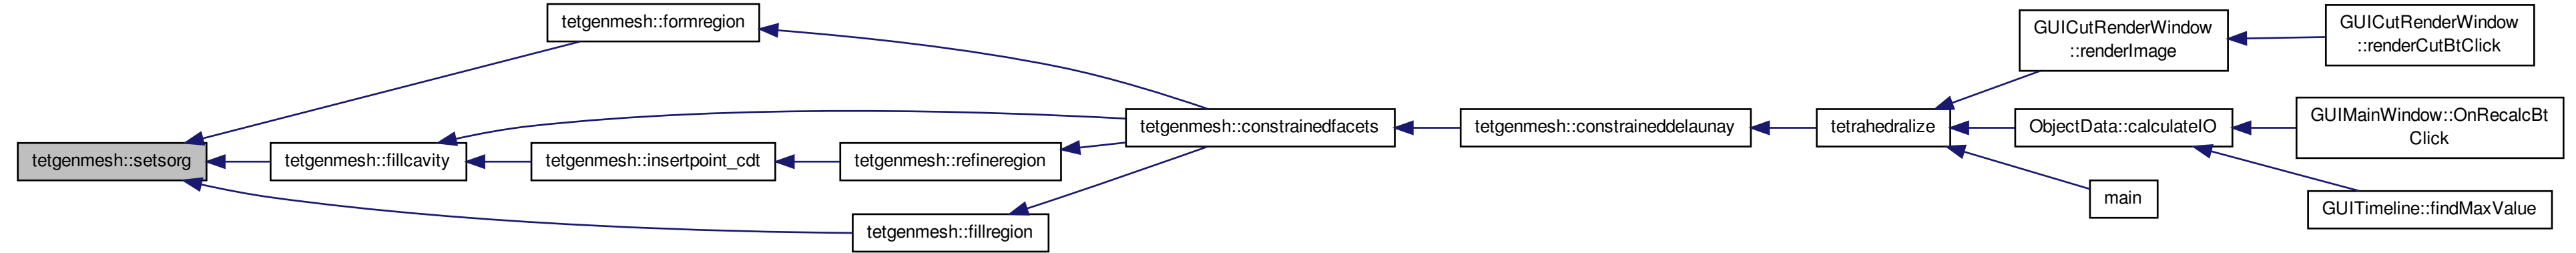 tetgenmesh::setsorg
tetgenmesh::formregion
tetgenmesh::fillcavity
tetgenmesh::insertpoint_cdt
tetgenmesh::refineregion
tetgenmesh::fillregion
tetgenmesh::constrainedfacets
tetgenmesh::constraineddelaunay
tetrahedralize
GUICutRenderWindow
::renderImage
ObjectData::calculateIO
main
GUICutRenderWindow
::renderCutBtClick
GUIMainWindow::OnRecalcBt
Click
GUITimeline::findMaxValue